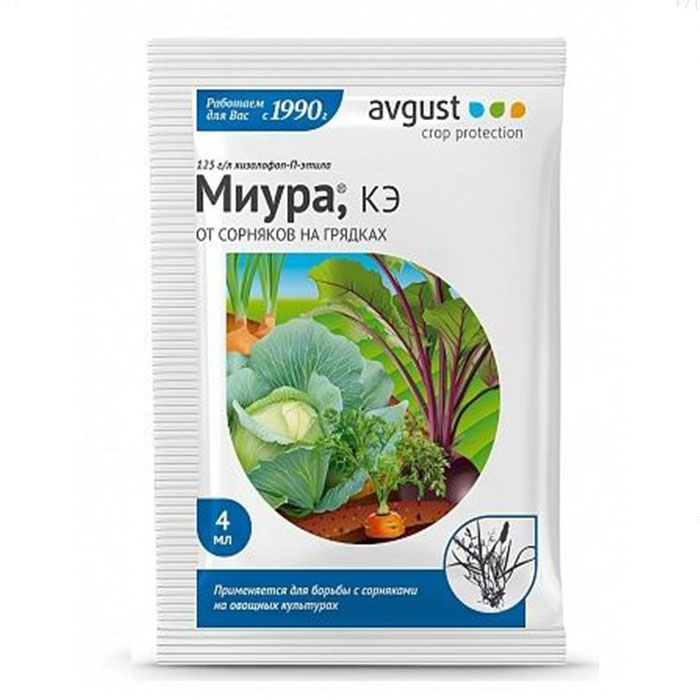 Работаем
для Вас с 1990г
avgust
crop protection
125 г/л хизалофоп-П-этила
Миура®, КЭ
ОТ СОРНЯКОВ НА ГРЯДКАХ
4
мл
Применяется для борьбы с сорняками
на овощных культурах